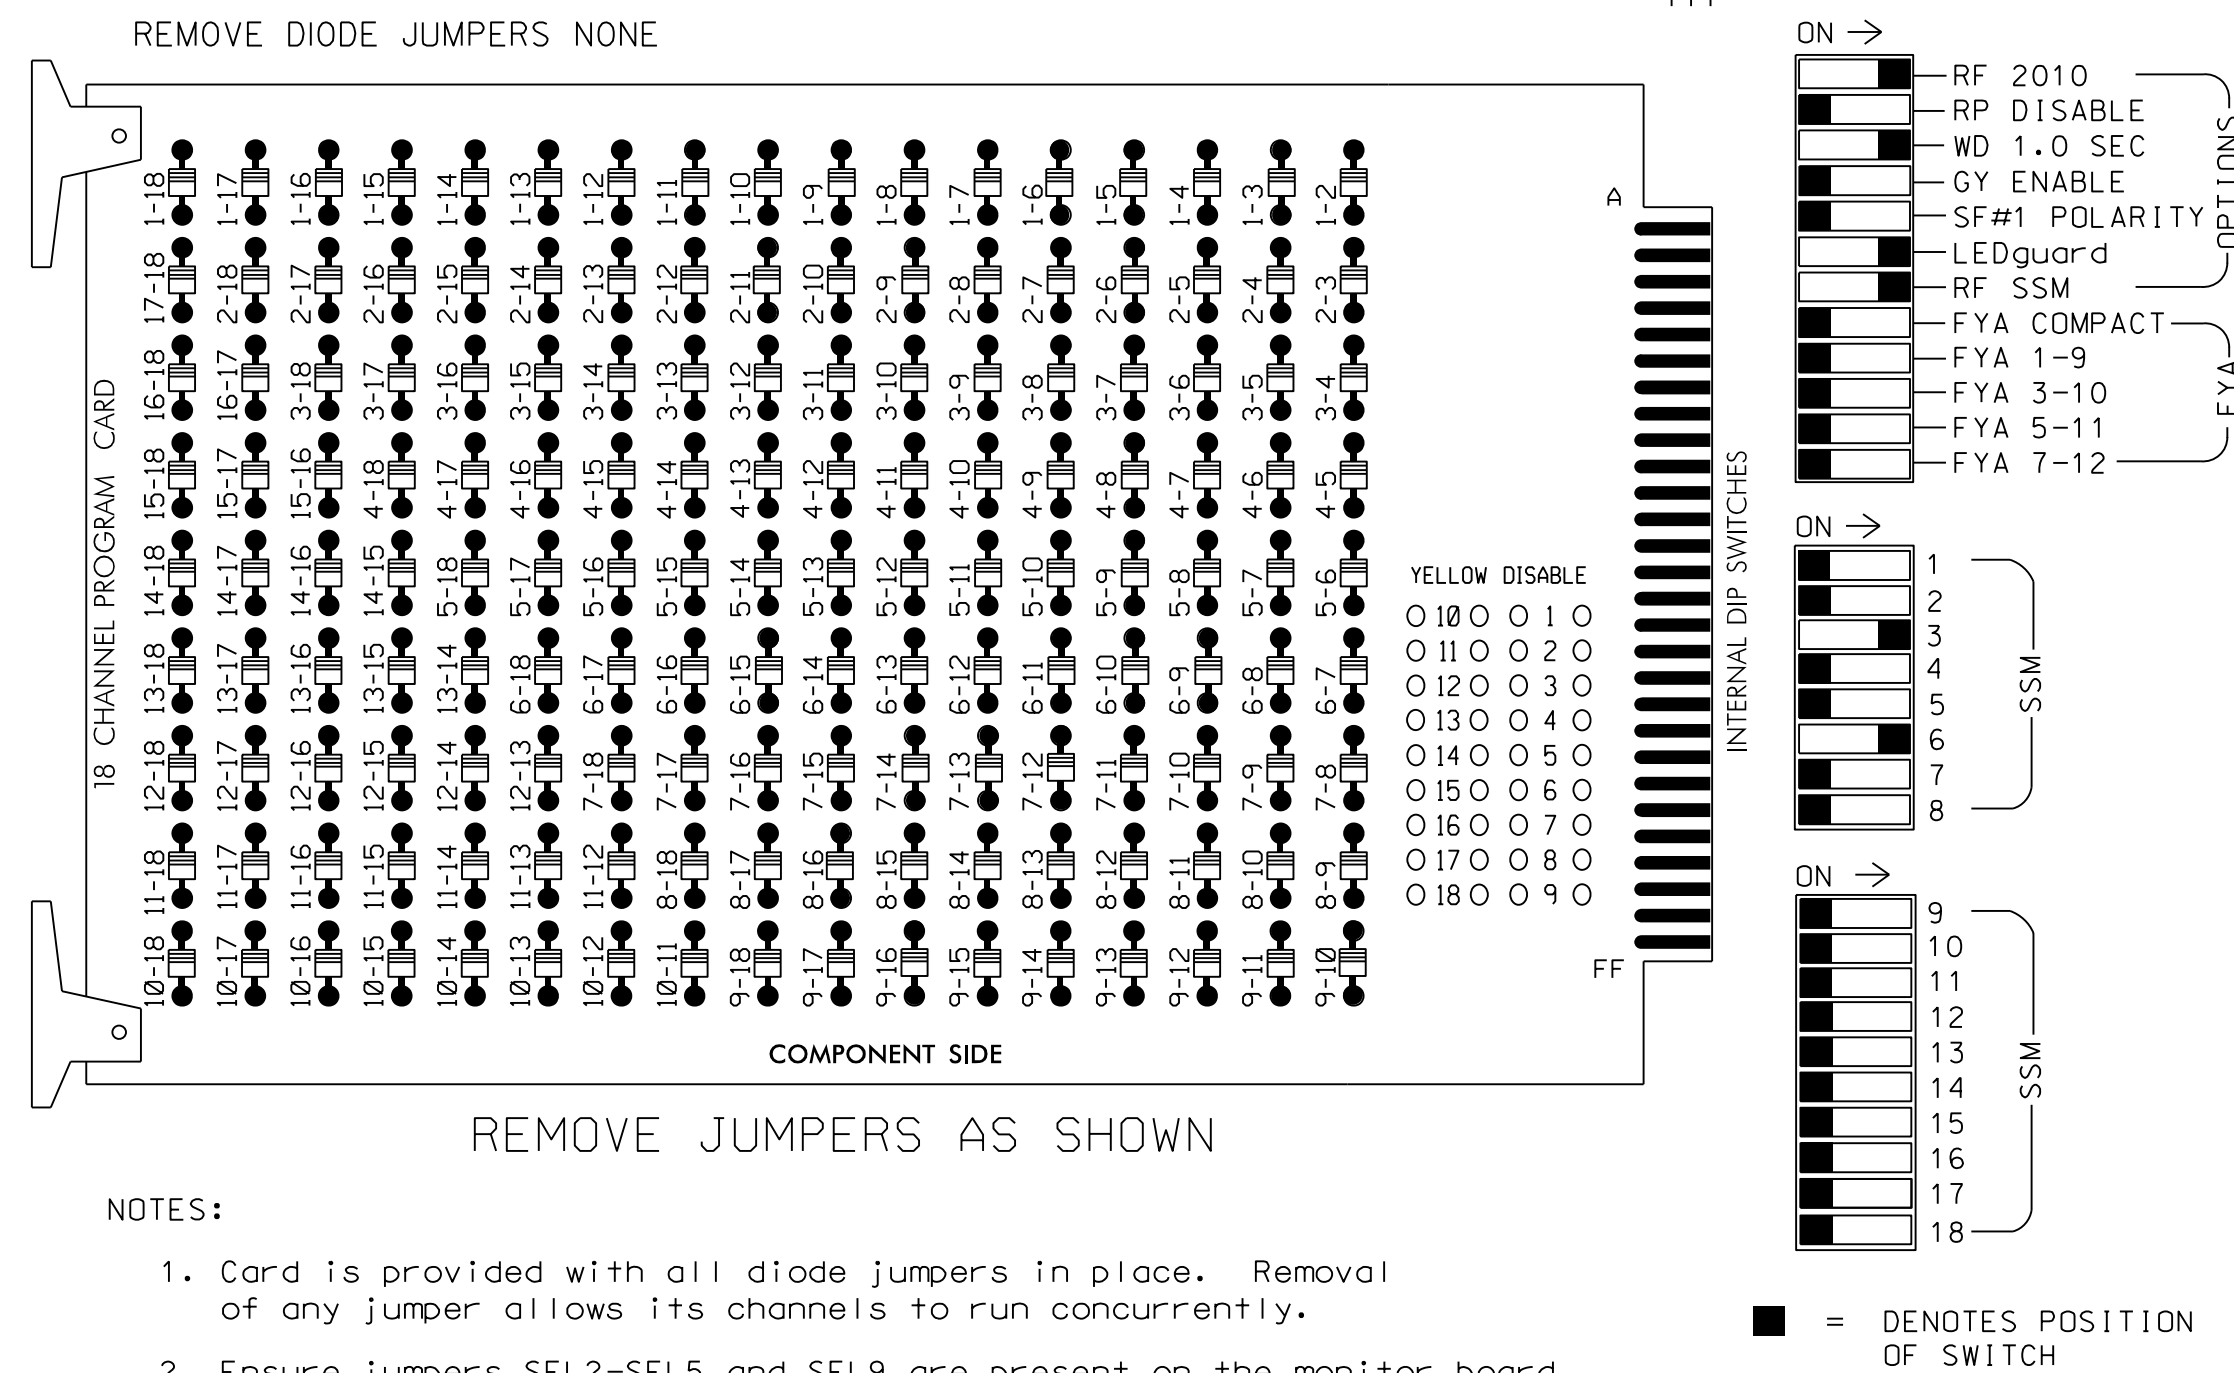 REMOVE DIODE JUMPERS NONE
1-18 1-17 1-16 1-15 1-14 1-13 1-12 1-11 1-10 1-9 1-8 1-7 1-6 1-5 1-4 1-3 1-2
17-18 2-18 2-17 2-16 2-15 2-14 2-13 2-12 2-11 2-10 2-9 2-8 2-7 2-6 2-5 2-4 2-3
16-18 16-17 3-18 3-17 3-16 3-15 3-14 3-13 3-12 3-11 3-10 3-9 3-8 3-7 3-6 3-5 3-4
15-18 15-17 15-16 4-18 4-17 4-16 4-15 4-14 4-13 4-12 4-11 4-10 4-9 4-8 4-7 4-6 4-5
14-18 14-17 14-16 14-15 5-18 5-17 5-16 5-15 5-14 5-13 5-12 5-11 5-10 5-9 5-8 5-7 5-6
13-18 13-17 13-16 13-15 13-14 6-18 6-17 6-16 6-15 6-14 6-13 6-12 6-11 6-10 6-9 6-8 6-7
12-18 12-17 12-16 12-15 12-14 12-13 7-18 7-17 7-16 7-15 7-14 7-13 7-12 7-11 7-10 7-9 7-8
11-18 11-17 11-16 11-15 11-14 11-13 11-12 8-18 8-17 8-16 8-15 8-14 8-13 8-12 8-11 8-10 8-9
10-18 10-17 10-16 10-15 10-14 10-13 10-12 10-11 9-18 9-17 9-16 9-15 9-14 9-13 9-12 9-11 9-10
18 CHANNEL PROGRAM CARD
YELLOW DISABLE
10 1
11 2
12 3
13 4
14 5
15 6
16 7
17 8
18 9
A
FF
COMPONENT SIDE
INTERNAL DIP SWITCHES
ON →
RF 2010
RP DISABLE
WD 1.0 SEC
GY ENABLE
SF#1 POLARITY
LEDguard
RF SSM
OPTIONS
FYA COMPACT
FYA 1-9
FYA 3-10
FYA 5-11
FYA 7-12
FYA
ON →
1
2
3
4
5
6
7
8
SSM
ON →
9
10
11
12
13
14
15
16
17
18
SSM
REMOVE JUMPERS AS SHOWN
NOTES:
1. Card is provided with all diode jumpers in place. Removal
of any jumper allows its channels to run concurrently.
2. Ensure jumpers SEL2-SEL5 and SEL9 are present on the monitor board
= DENOTES POSITION
OF SWITCH